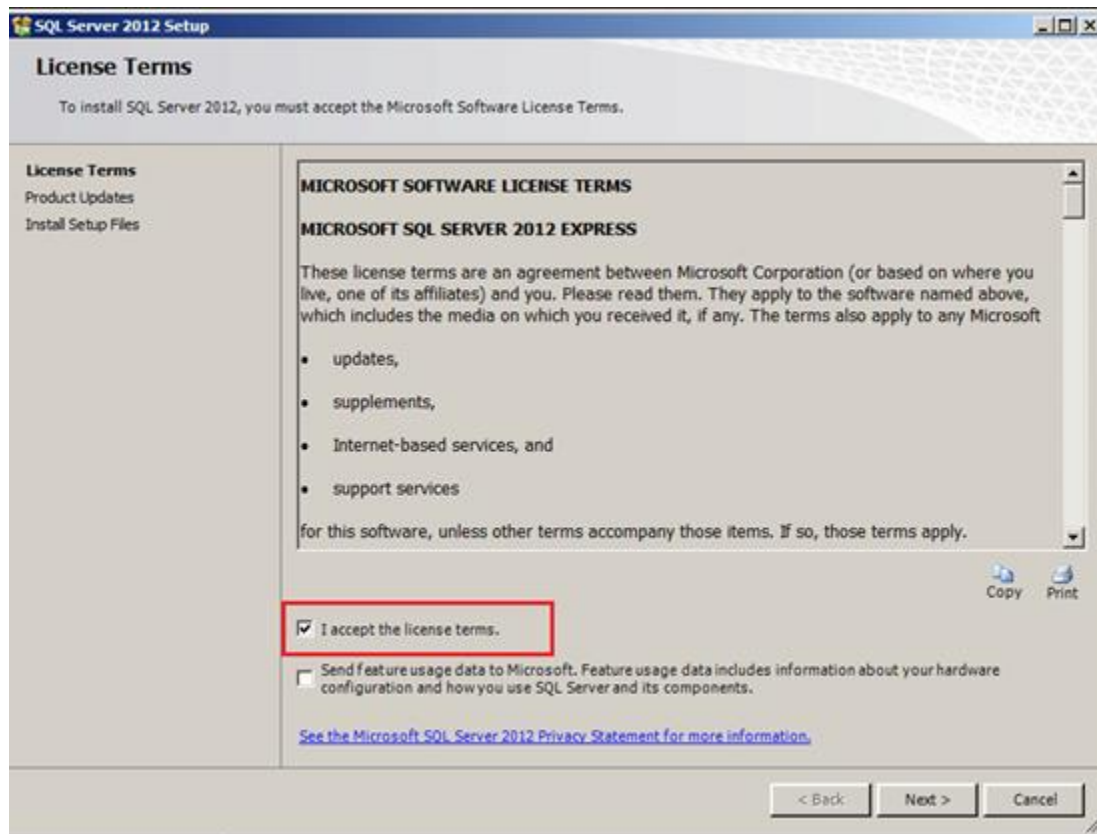 SQL Server 2012 Setup
License Terms
To install SQL Server 2012, you must accept the Microsoft Software License Terms.
License Terms
Product Updates
Install Setup Files
MICROSOFT SOFTWARE LICENSE TERMS
MICROSOFT SQL SERVER 2012 EXPRESS
These license terms are an agreement between Microsoft Corporation (or based on where you
live, one of its affiliates) and you. Please read them. They apply to the software named above,
which includes the media on which you received it, if any. The terms also apply to any Microsoft
• updates,
• supplements,
• Internet-based services, and
• support services
for this software, unless other terms accompany those items. If so, those terms apply.
Copy Print
I accept the license terms.
Send feature usage data to Microsoft. Feature usage data includes information about your hardware
configuration and how you use SQL Server and its components.
See the Microsoft SQL Server 2012 Privacy Statement for more information.
< Back Next > Cancel